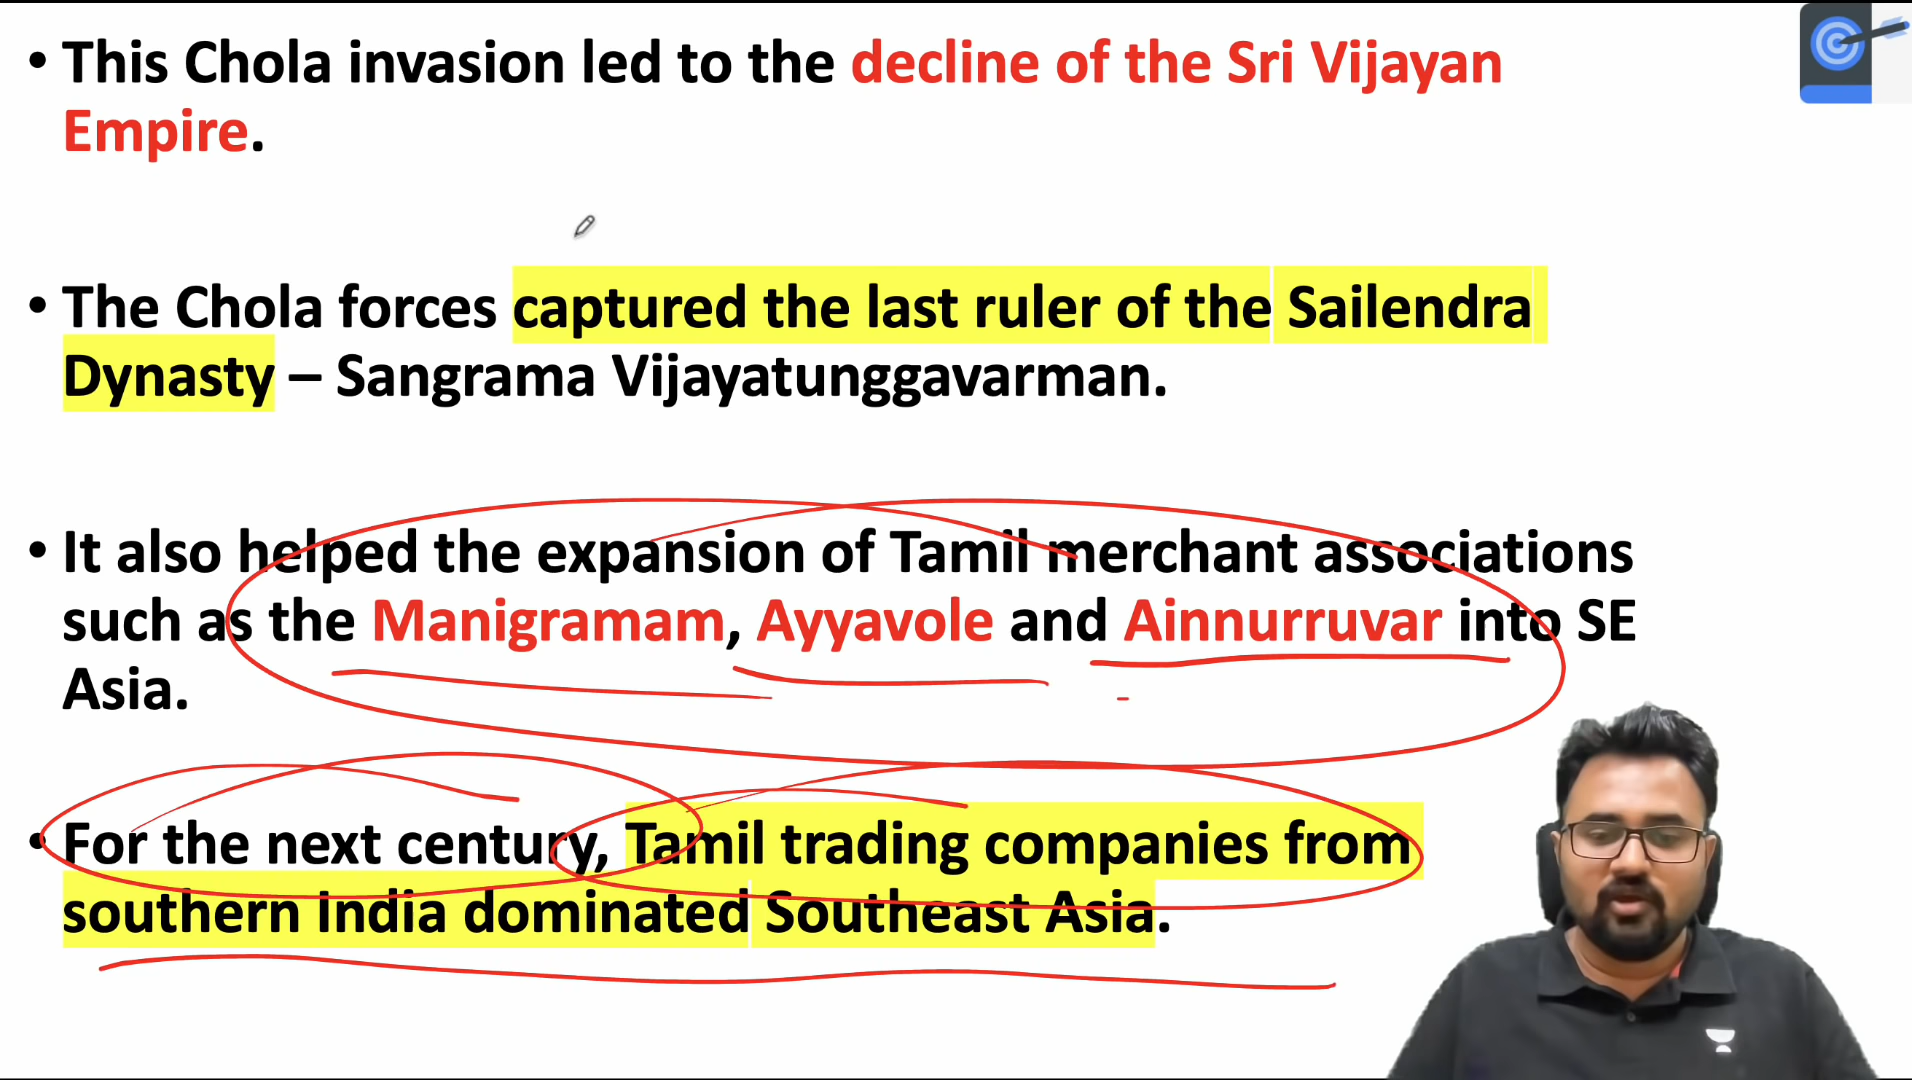 • This Chola invasion led to the decline of the Sri Vijayan
Empire.
• The Chola forces captured the last ruler of the Sailendra
Dynasty – Sangrama Vijayatunggavarman.
• It also helped the expansion of Tamil merchant associations
such as the Manigramam, Ayyavole and Ainnurruvar into SE
Asia.
• For the next century, Tamil trading companies from
southern India dominated Southeast Asia.